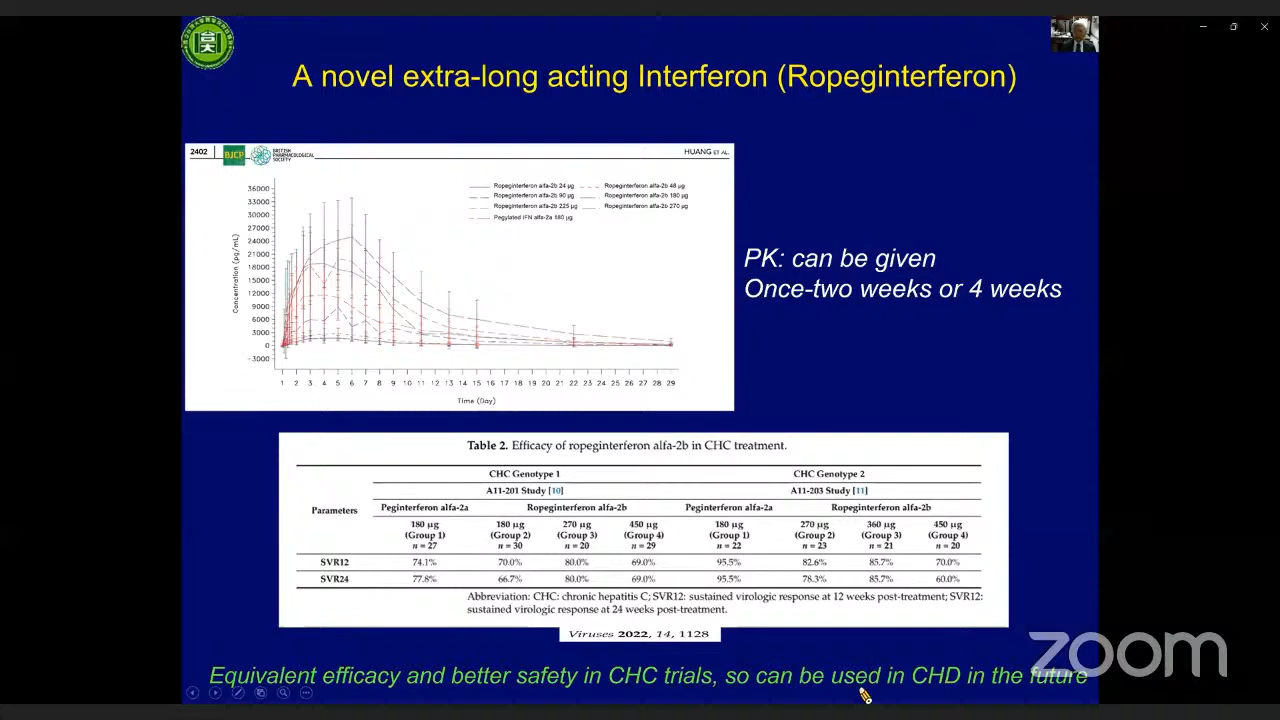 A novel extra-long acting Interferon (Ropeginterferon)
2402
BJCP
BRITISH
PHARMACOLOGICAL
SOCIETY
HUANG ET AL.
Ropeginterferon alfa-2b 24 μg
Ropeginterferon alfa-2b 48 μg
Ropeginterferon alfa-2b 90 μg
Ropeginterferon alfa-2b 180 μg
Ropeginterferon alfa-2b 225 μg
Ropeginterferon alfa-2b 270 μg
Pegylated IFN alfa-2a 180 μg
36000
33000
30000
27000
24000
21000
18000
15000
12000
9000
6000
3000
0
−3000
Concentration (pg/mL)
1 2 3 4 5 6 7 8 9 10 11 12 13 14 15 16 17 18 19 20 21 22 23 24 25 26 27 28 29
Time (Day)
PK: can be given
Once-two weeks or 4 weeks
Table 2. Efficacy of ropeginterferon alfa-2b in CHC treatment.
CHC Genotype 1 CHC Genotype 2
A11-201 Study [10] A11-203 Study [11]
Parameters
Peginterferon alfa-2a Ropeginterferon alfa-2b Peginterferon alfa-2a Ropeginterferon alfa-2b
180 μg 180 μg 270 μg 450 μg 180 μg 270 μg 360 μg 450 μg
(Group 1) (Group 2) (Group 3) (Group 4) (Group 1) (Group 2) (Group 3) (Group 4)
n = 27 n = 30 n = 20 n = 29 n = 22 n = 23 n = 21 n = 20
SVR12 74.1% 70.0% 80.0% 69.0% 95.5% 82.6% 85.7% 70.0%
SVR24 77.8% 66.7% 80.0% 69.0% 95.5% 78.3% 85.7% 60.0%
Abbreviation: CHC: chronic hepatitis C; SVR12: sustained virologic response at 12 weeks post-treatment; SVR12:
sustained virologic response at 24 weeks post-treatment.
Viruses 2022, 14, 1128
zoom
Equivalent efficacy and better safety in CHC trials, so can be used in CHD in the future